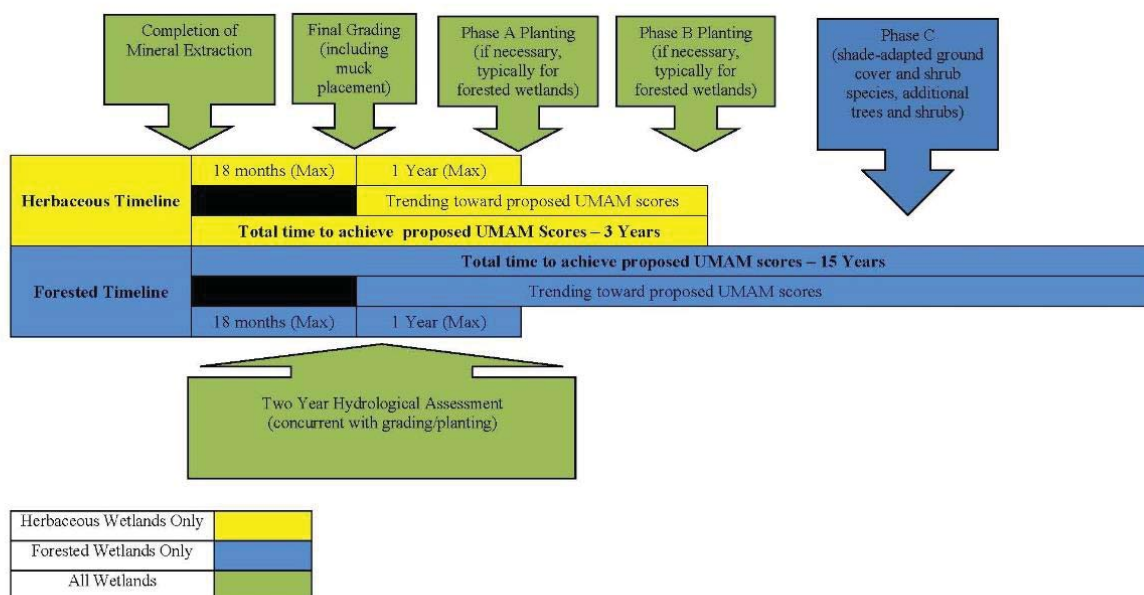 Completion of
Mineral Extraction
Final Grading
(including
muck
placement)
Phase A Planting
(if necessary,
typically for
forested wetlands)
Phase B Planting
(if necessary,
typically for
forested wetlands)
Phase C
(shade-adapted ground
cover and shrub
species, additional
trees and shrubs)
Herbaceous Timeline
18 months (Max)
1 Year (Max)
Trending toward proposed UMAM scores
Total time to achieve proposed UMAM Scores – 3 Years
Forested Timeline
Total time to achieve proposed UMAM scores – 15 Years
Trending toward proposed UMAM scores
18 months (Max)
1 Year (Max)
Two Year Hydrological Assessment
(concurrent with grading/planting)
Herbaceous Wetlands Only
Forested Wetlands Only
All Wetlands